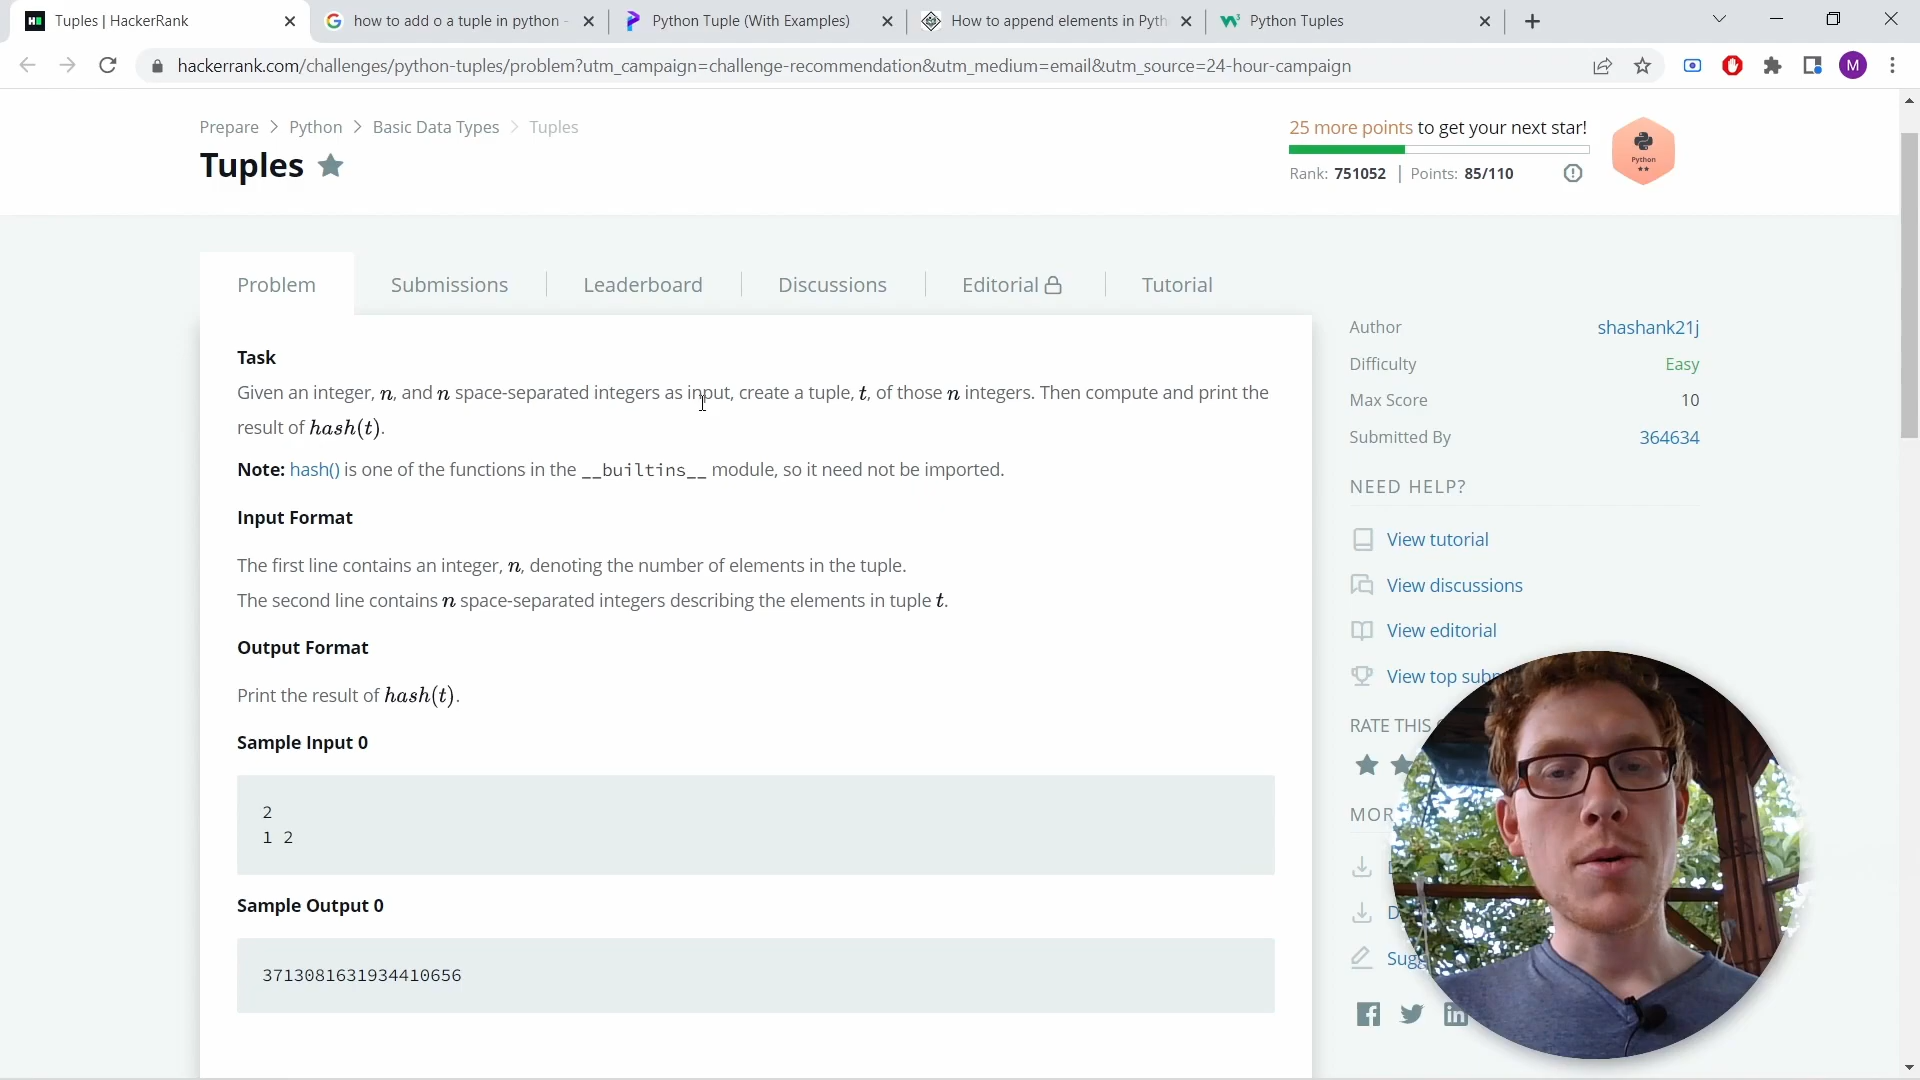 Tuples | HackerRank
how to add o a tuple in python -
Python Tuple (With Examples)
How to append elements in Pyth
Python Tuples
hackerrank.com/challenges/python-tuples/problem?utm_campaign=challenge-recommendation&utm_medium=email&utm_source=24-hour-campaign
M
Prepare > Python > Basic Data Types > Tuples
Tuples
25 more points to get your next star!
Rank: 751052 | Points: 85/110
Python
Problem
Submissions
Leaderboard
Discussions
Editorial
Tutorial
Task
Given an integer, n, and n space-separated integers as input, create a tuple, t, of those n integers. Then compute and print the
result of hash(t).
Note: hash() is one of the functions in the __builtins__ module, so it need not be imported.
Input Format
The first line contains an integer, n, denoting the number of elements in the tuple.
The second line contains n space-separated integers describing the elements in tuple t.
Output Format
Print the result of hash(t).
Sample Input 0
2
1 2
Sample Output 0
3713081631934410656
Author shashank21j
Difficulty Easy
Max Score 10
Submitted By 364634
NEED HELP?
View tutorial
View discussions
View editorial
View top
RATE THIS
MOR
D
Sugg